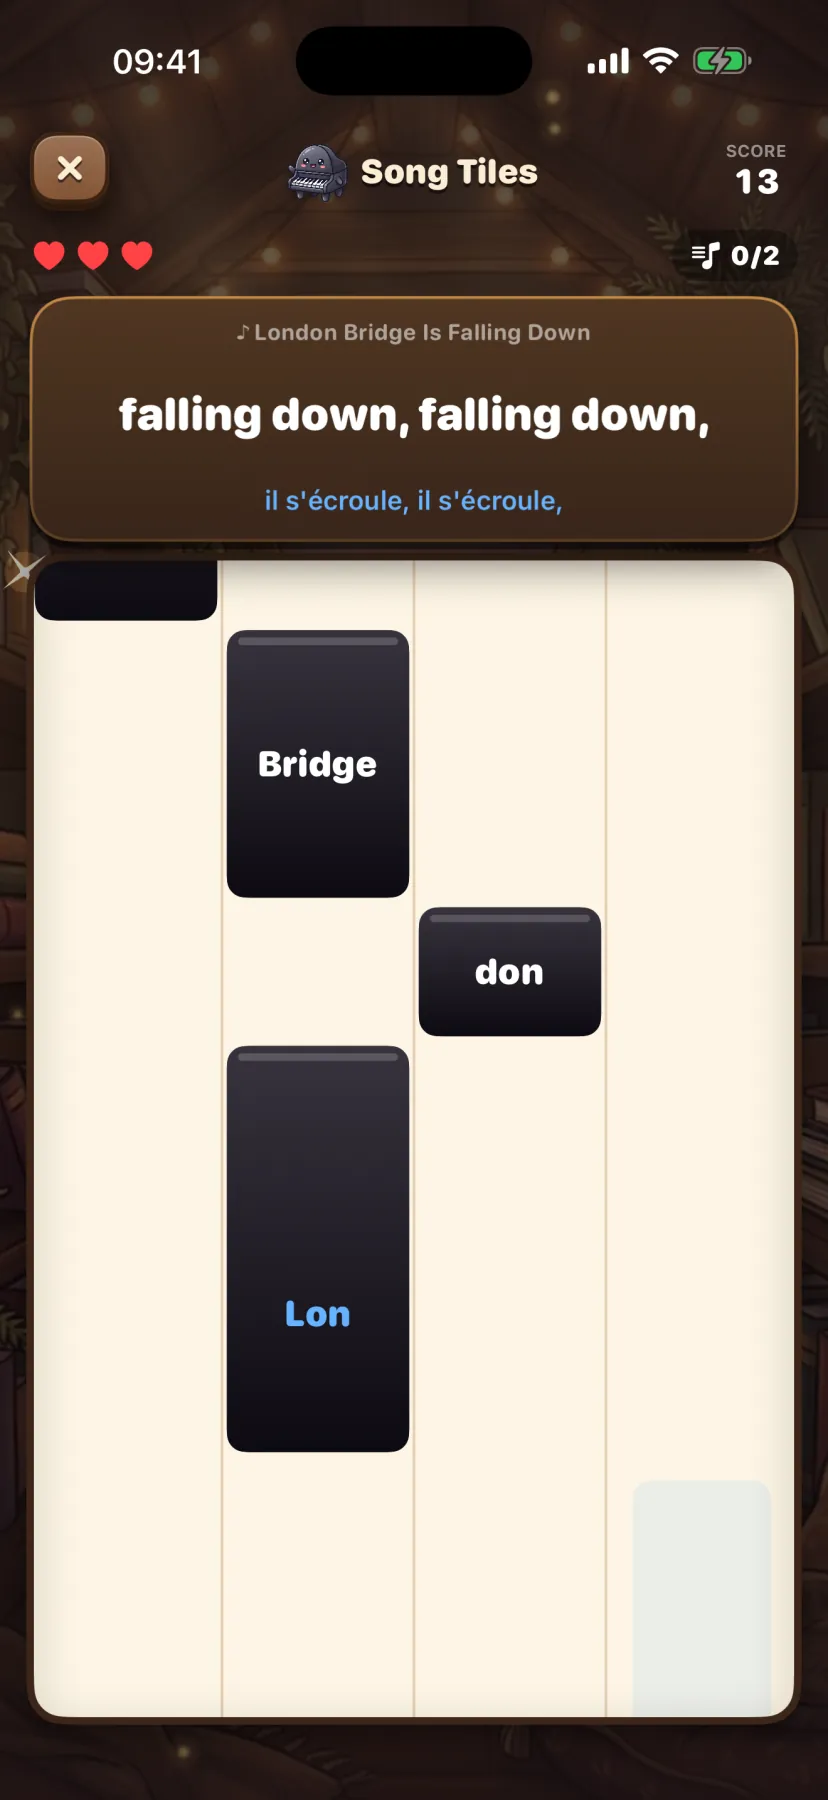 09:41
Song Tiles
SCORE
13
0/2
♪ London Bridge Is Falling Down
falling down, falling down,
il s'écroule, il s'écroule,
Bridge
don
Lon